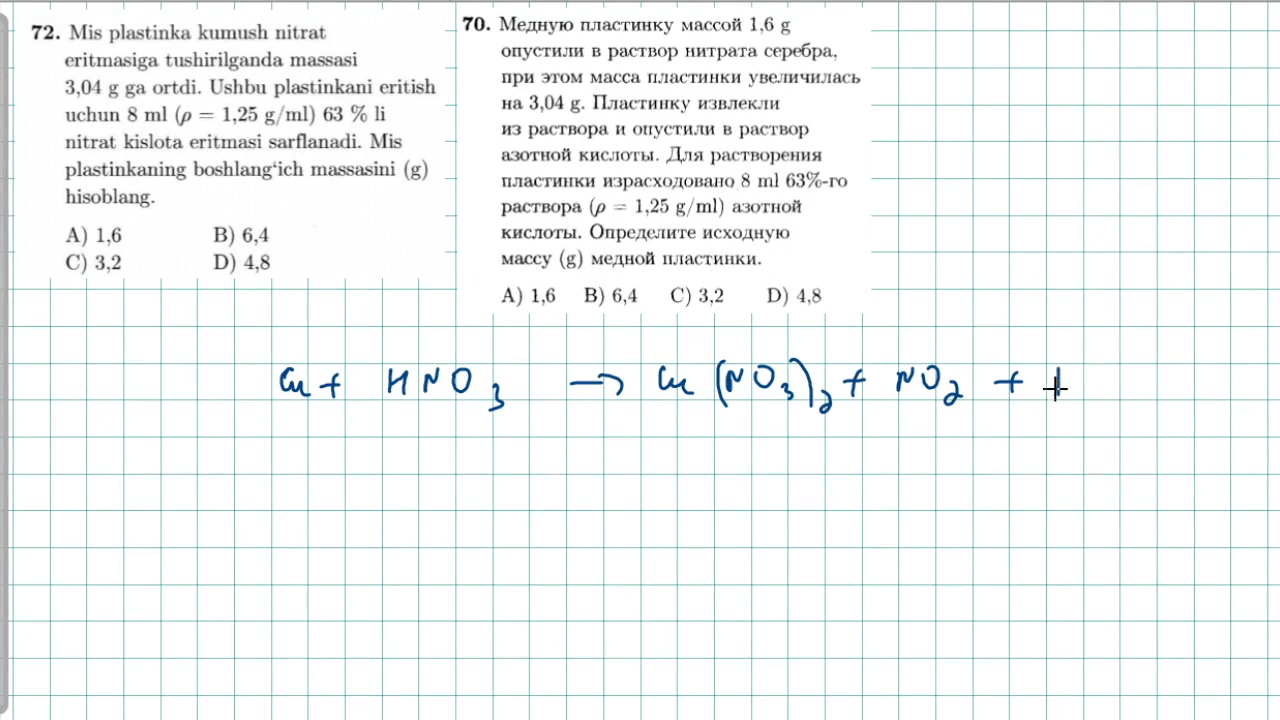 72. Mis plastinka kumush nitrat
eritmasiga tushirilganda massasi
3,04 g ga ortdi. Ushbu plastinkani eritish
uchun 8 ml (ρ = 1,25 g/ml) 63 % li
nitrat kislota eritmasi sarflanadi. Mis
plastinkaning boshlang‘ich massasini (g)
hisoblang.
A) 1,6 B) 6,4
C) 3,2 D) 4,8
70. Медную пластинку массой 1,6 g
опустили в раствор нитрата серебра,
при этом масса пластинки увеличилась
на 3,04 g. Пластинку извлекли
из раствора и опустили в раствор
азотной кислоты. Для растворения
пластинки израсходовано 8 ml 63%-го
раствора (ρ = 1,25 g/ml) азотной
кислоты. Определите исходную
массу (g) медной пластинки.
A) 1,6 B) 6,4 C) 3,2 D) 4,8
Cu + HNO₃ → Cu(NO₃)₂ + NO₂ +